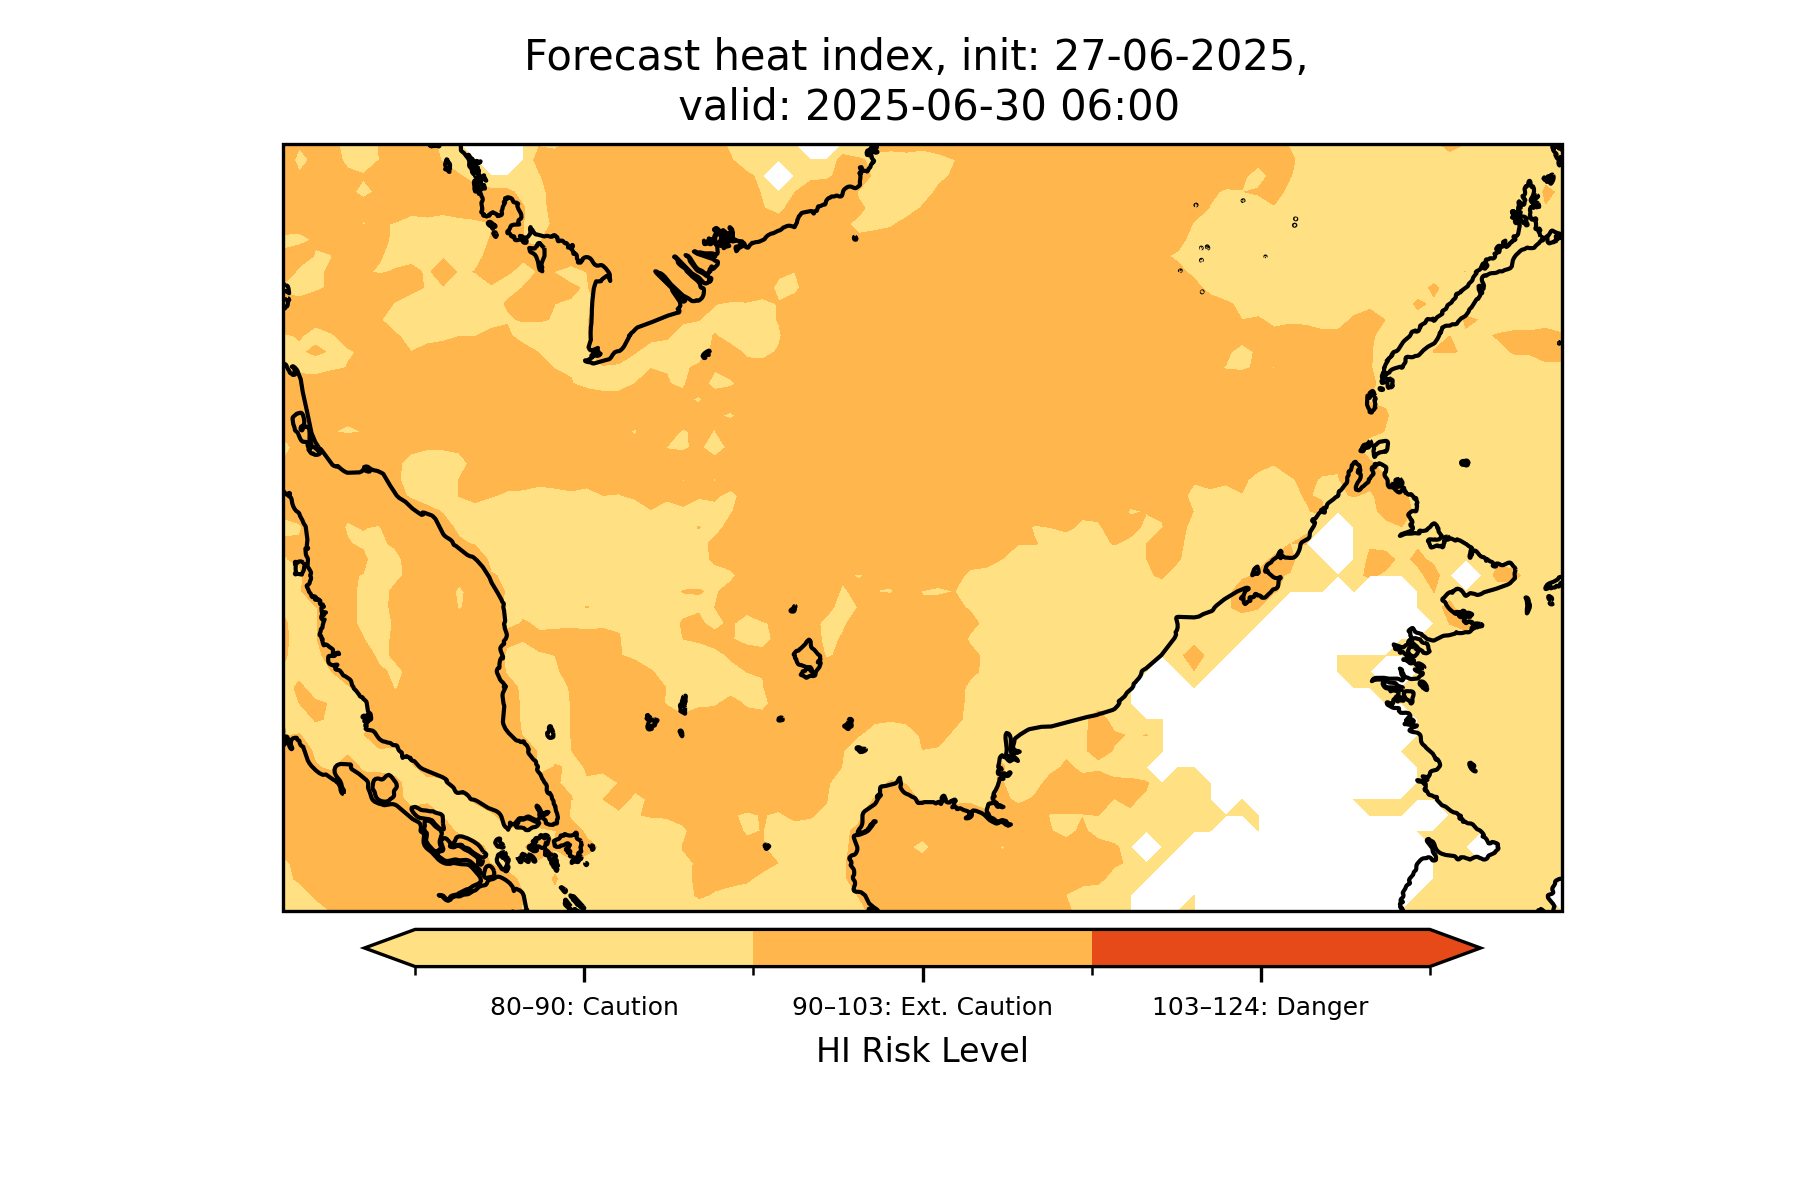 Forecast heat index, init: 27-06-2025,
valid: 2025-06-30 06:00
80–90: Caution
90–103: Ext. Caution
103–124: Danger
HI Risk Level